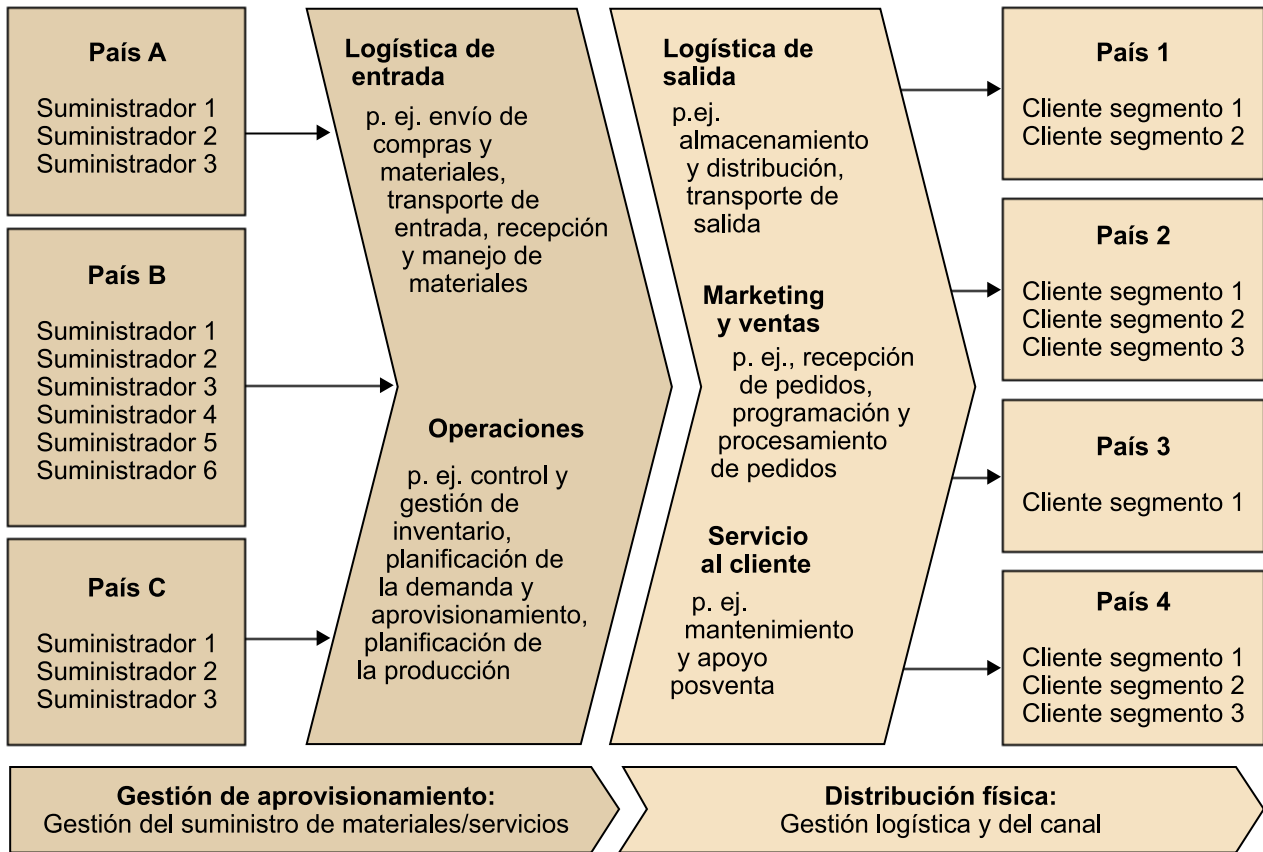 País A
Suministrador 1
Suministrador 2
Suministrador 3
País B
Suministrador 1
Suministrador 2
Suministrador 3
Suministrador 4
Suministrador 5
Suministrador 6
País C
Suministrador 1
Suministrador 2
Suministrador 3
Logística de
entrada
p. ej. envío de
compras y
materiales,
transporte de
entrada, recepción
y manejo de
materiales
Operaciones
p. ej. control y
gestión de
inventario,
planificación de
la demanda y
aprovisionamiento,
planificación de
la producción
Logística de
salida
p.ej.
almacenamiento
y distribución,
transporte de
salida
Marketing
y ventas
p. ej., recepción
de pedidos,
programación y
procesamiento
de pedidos
Servicio
al cliente
p. ej.
mantenimiento
y apoyo
posventa
País 1
Cliente segmento 1
Cliente segmento 2
País 2
Cliente segmento 1
Cliente segmento 2
Cliente segmento 3
País 3
Cliente segmento 1
País 4
Cliente segmento 1
Cliente segmento 2
Cliente segmento 3
Gestión de aprovisionamiento:
Gestión del suministro de materiales/servicios
Distribución física:
Gestión logística y del canal